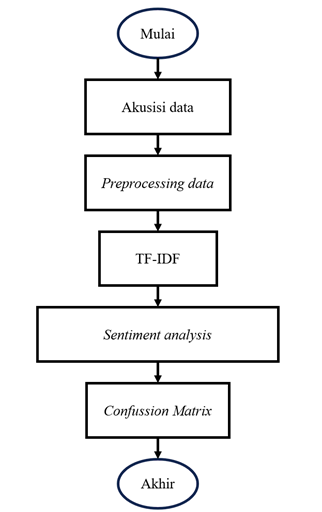 Mulai
Akusisi data
Preprocessing data
TF-IDF
Sentiment analysis
Confussion Matrix
Akhir